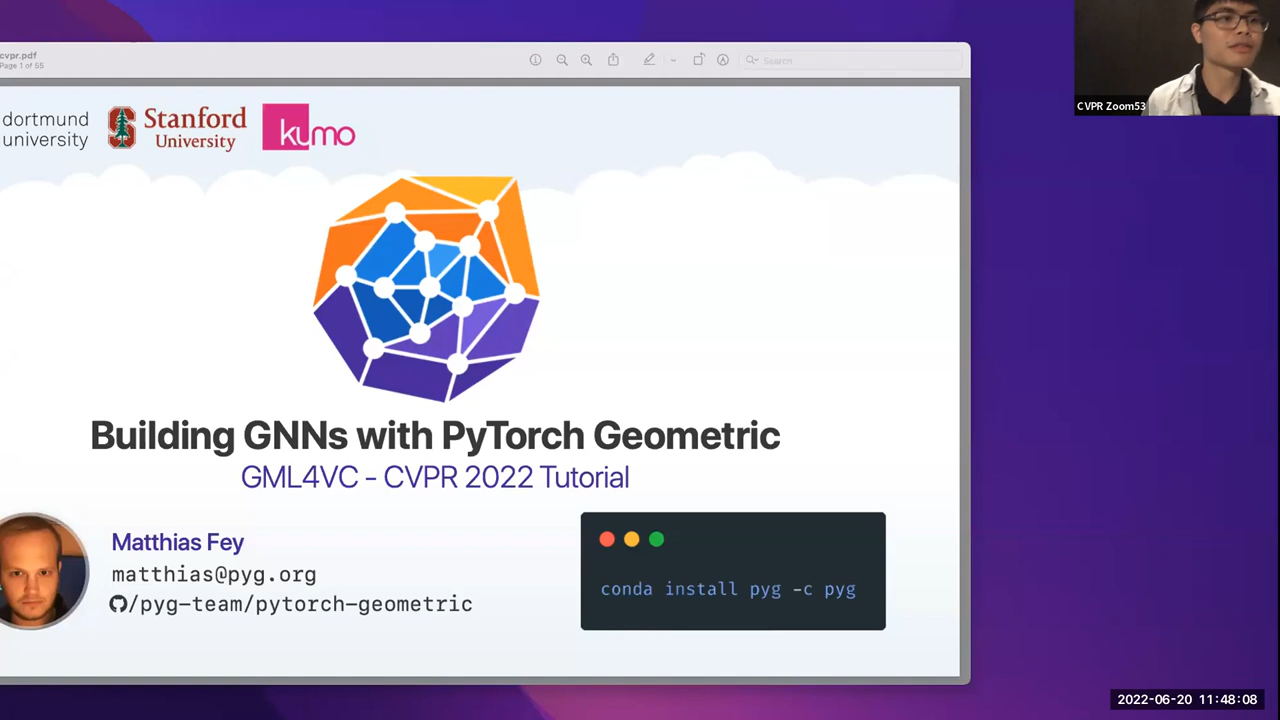 cvpr.pdf
Page 1 of 55
Search
CVPR Zoom53
dortmund
university
Stanford
University
kumo
Building GNNs with PyTorch Geometric
GML4VC - CVPR 2022 Tutorial
Matthias Fey
matthias@pyg.org
/pyg-team/pytorch-geometric
conda install pyg -c pyg
2022-06-20 11:48:08